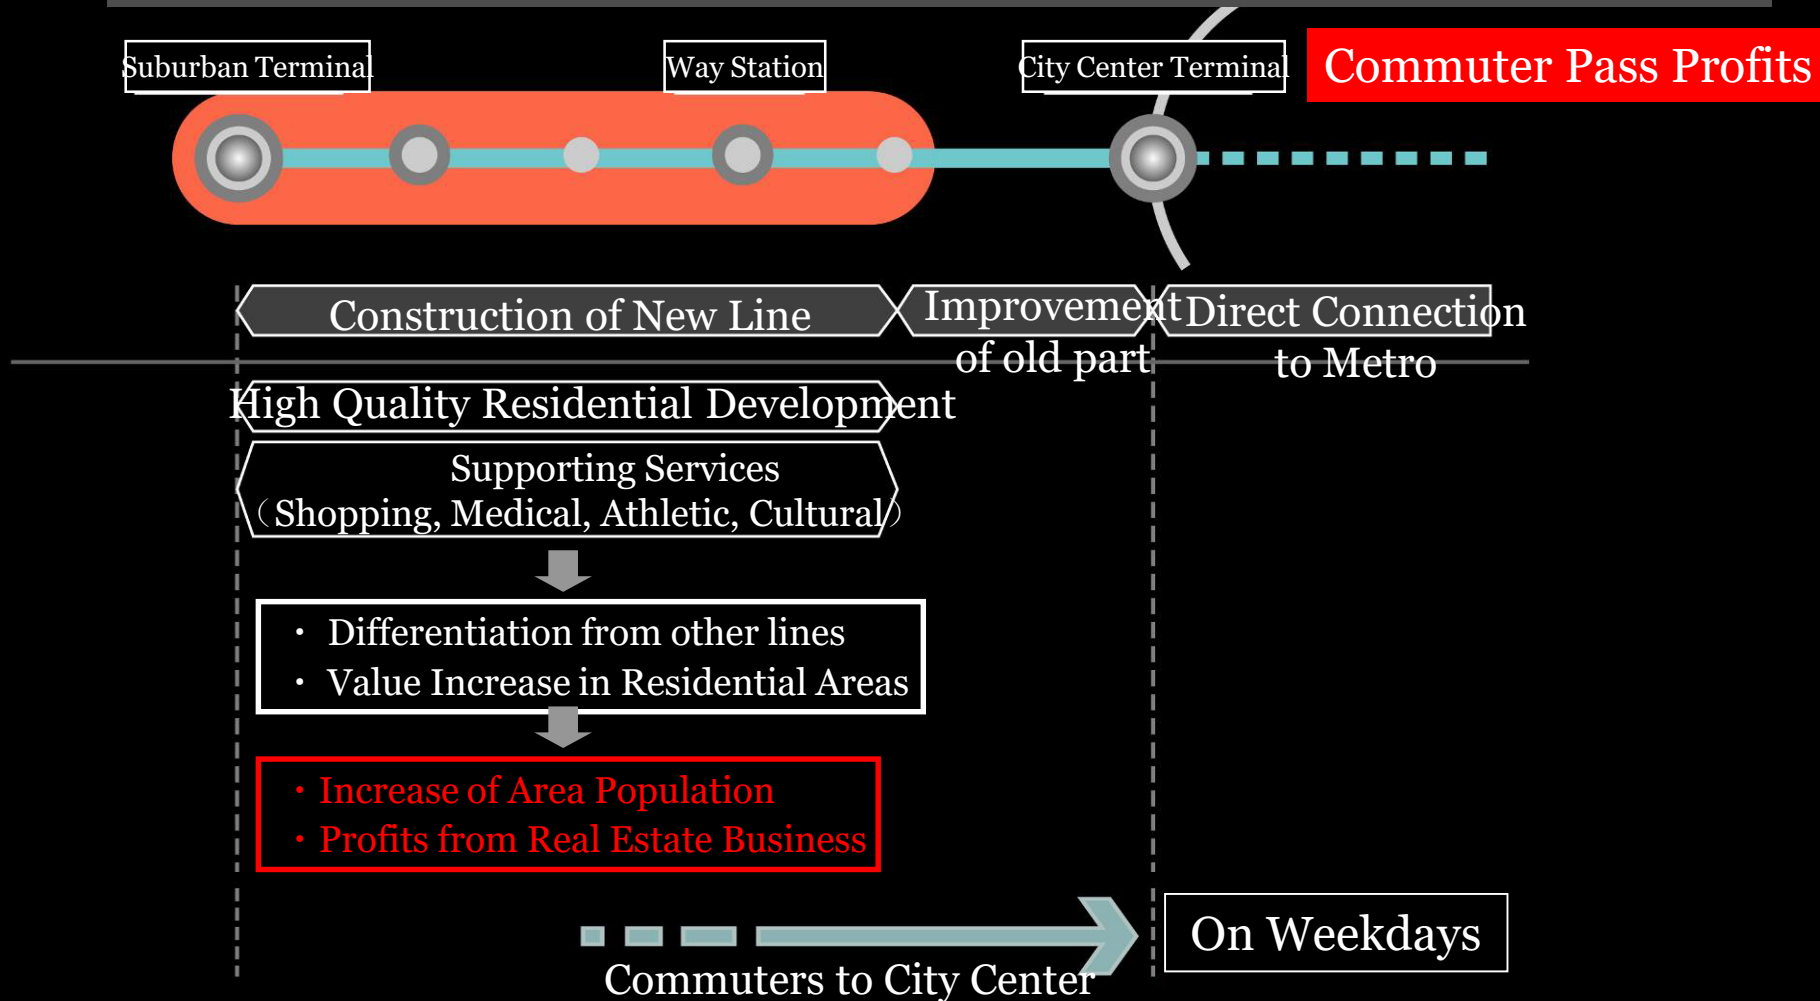 Suburban Terminal
Way Station
City Center Terminal
Commuter Pass Profits
Construction of New Line
Improvement
of old part
Direct Connection
to Metro
High Quality Residential Development
Supporting Services
（Shopping, Medical, Athletic, Cultural）
・ Differentiation from other lines
・ Value Increase in Residential Areas
・Increase of Area Population
・Profits from Real Estate Business
On Weekdays
Commuters to City Center